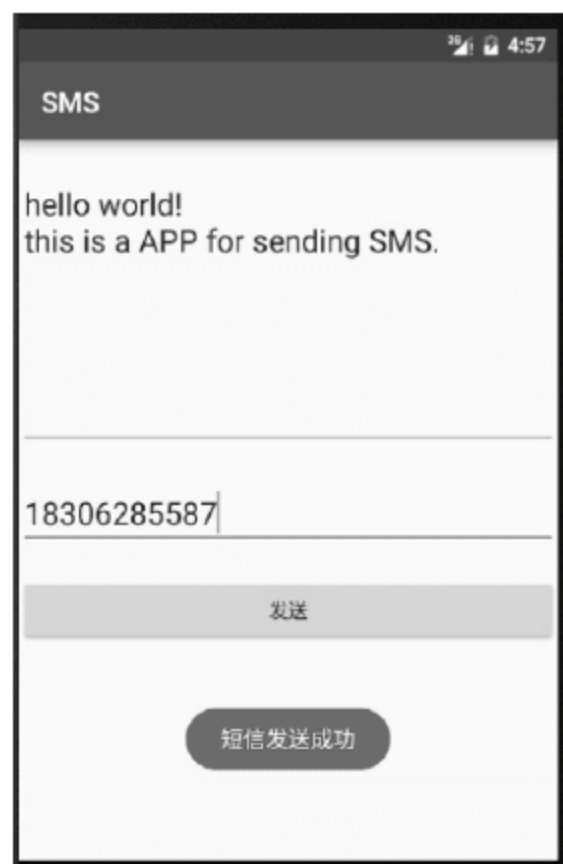 3G 4:57
SMS
hello world!
this is a APP for sending SMS.
18306285587
发送
短信发送成功